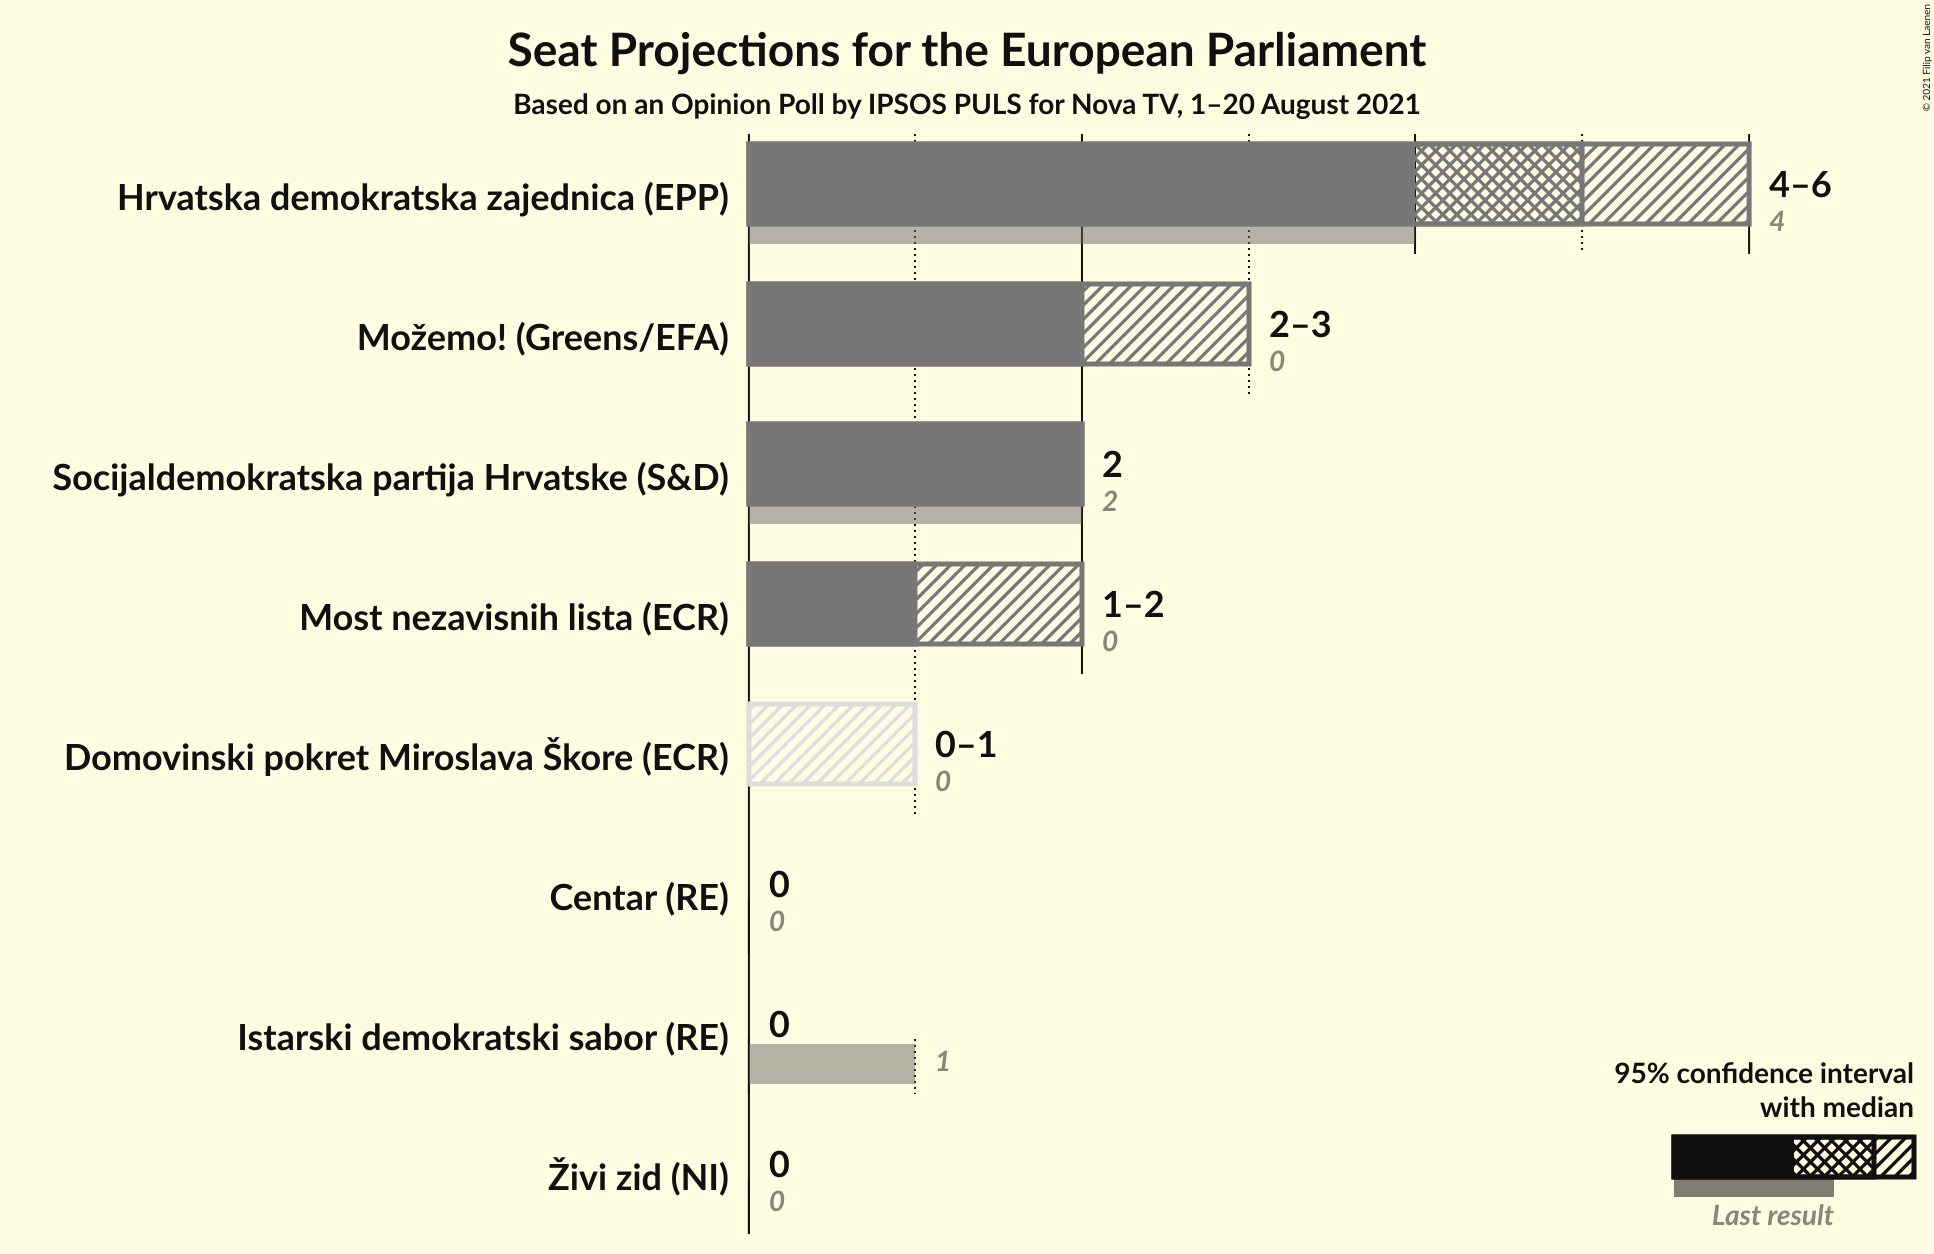 Seat Projections for the European Parliament
Based on an Opinion Poll by IPSOS PULS for Nova TV, 1–20 August 2021
© 2021 Filip van Laenen
Hrvatska demokratska zajednica (EPP)
4–6
4
Možemo! (Greens/EFA)
2–3
0
Socijaldemokratska partija Hrvatske (S&D)
2
2
Most nezavisnih lista (ECR)
1–2
0
Domovinski pokret Miroslava Škore (ECR)
0–1
0
Centar (RE)
0
0
Istarski demokratski sabor (RE)
0
1
Živi zid (NI)
0
0
95% confidence interval
with median
Last result